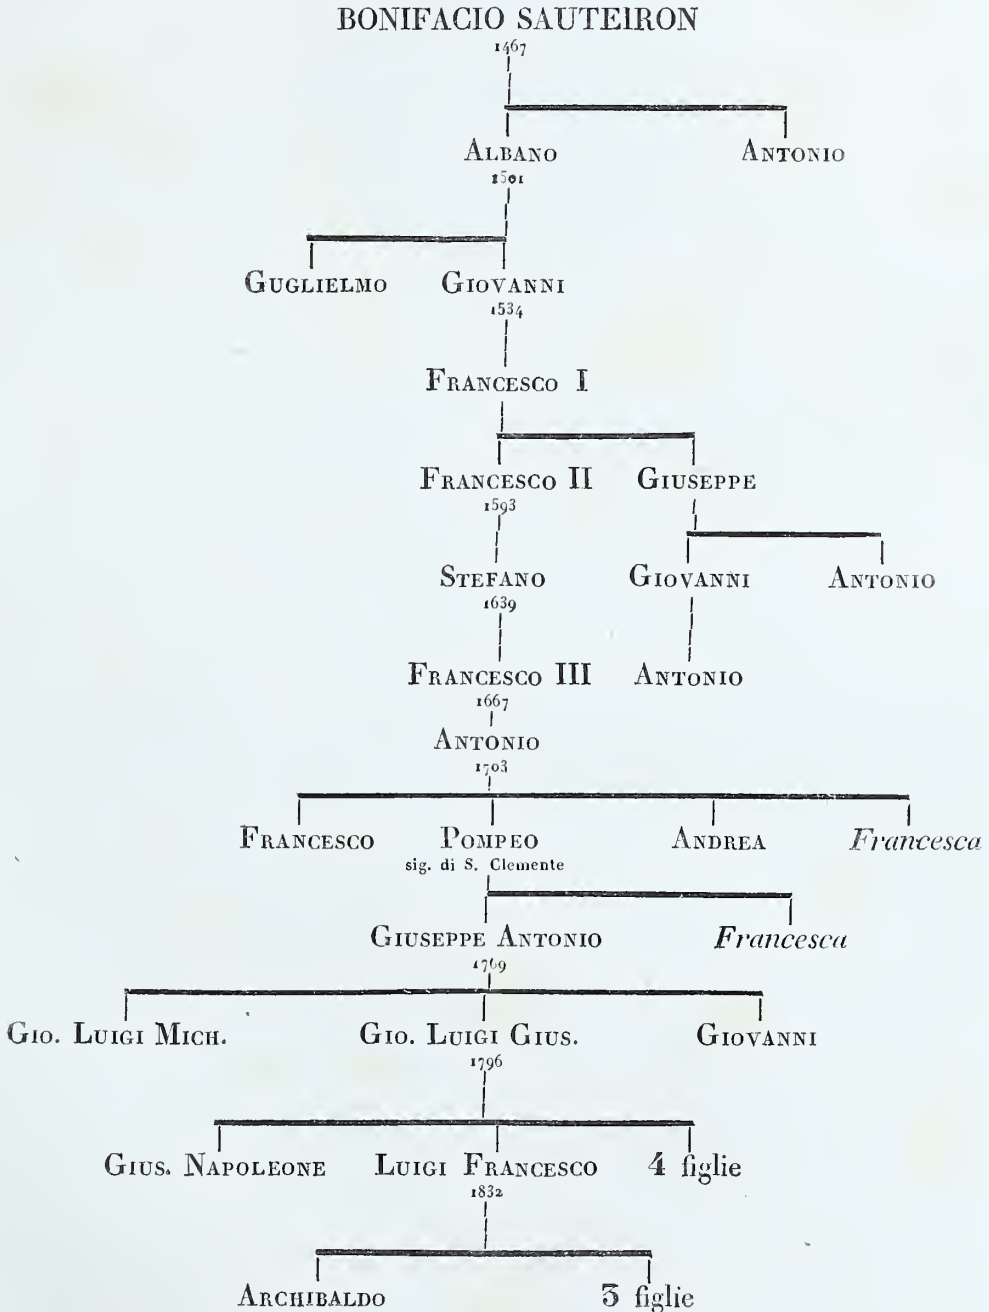 BONIFACIO SAUTEIRON
1467
ALBANO ANTONIO
1501
GUGLIELMO GIOVANNI
1534
FRANCESCO I
FRANCESCO II GIUSEPPE
1593
STEFANO GIOVANNI ANTONIO
1639
FRANCESCO III ANTONIO
1667
ANTONIO
1703
FRANCESCO POMPEO ANDREA Francesca
sig. di S. Clemente
GIUSEPPE ANTONIO Francesca
1769
GIO. LUIGI MICH. GIO. LUIGI GIUS. GIOVANNI
1796
GIUS. NAPOLEONE LUIGI FRANCESCO 4 figlie
1832
ARCHIBALDO 3 figlie